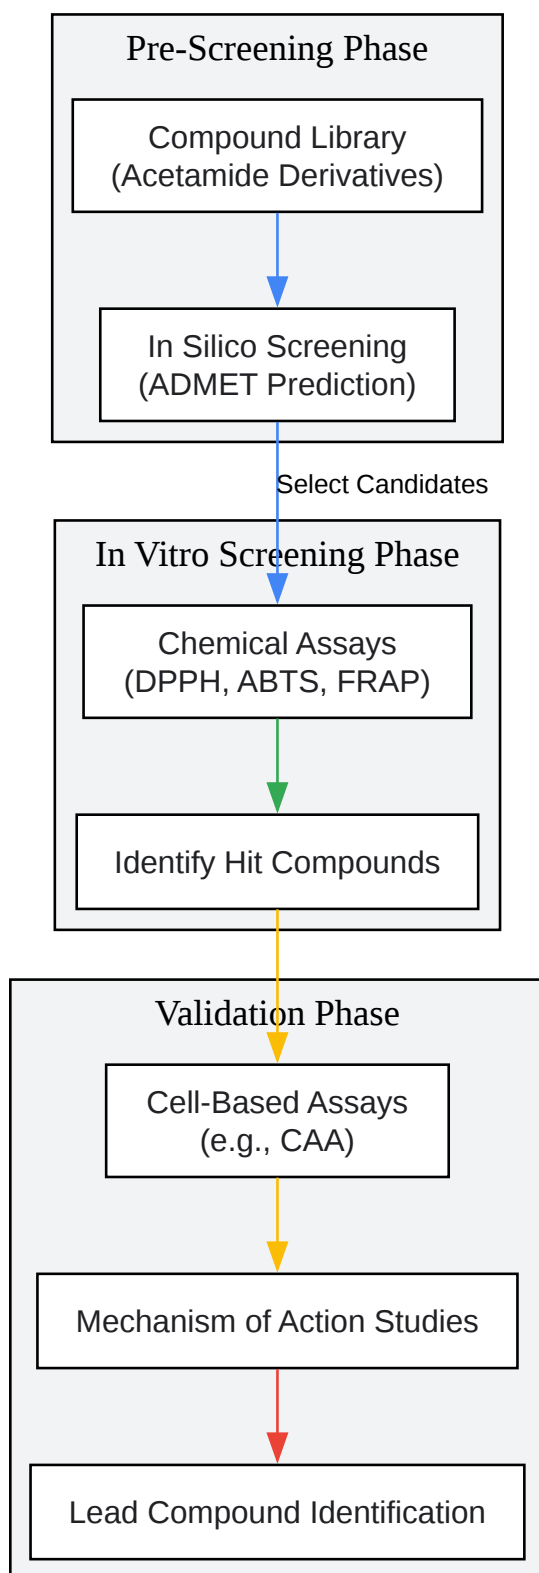 Pre-Screening Phase
Compound Library
(Acetamide Derivatives)
In Silico Screening
(ADMET Prediction)
Select Candidates
In Vitro Screening Phase
Chemical Assays
(DPPH, ABTS, FRAP)
Identify Hit Compounds
Validation Phase
Cell-Based Assays
(e.g., CAA)
Mechanism of Action Studies
Lead Compound Identification